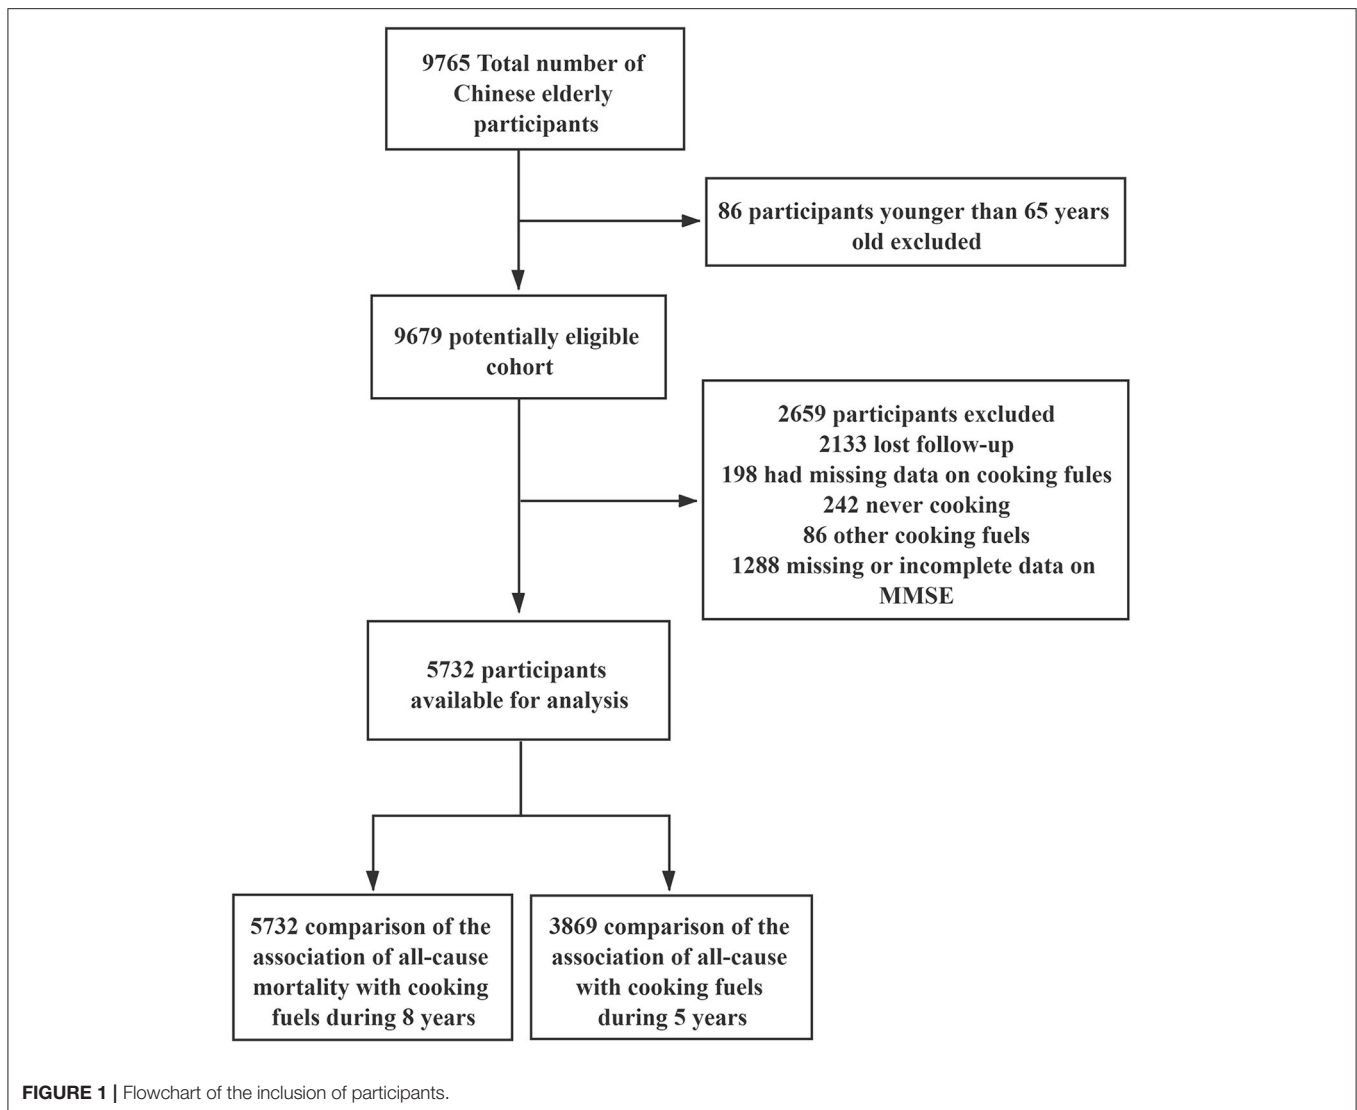 9765 Total number of
Chinese elderly
participants
86 participants younger than 65 years
old excluded
9679 potentially eligible
cohort
2659 participants excluded
2133 lost follow-up
198 had missing data on cooking fules
242 never cooking
86 other cooking fuels
1288 missing or incomplete data on
MMSE
5732 participants
available for analysis
5732 comparison of the
association of all-cause
mortality with cooking
fuels during 8 years
3869 comparison of the
association of all-cause
with cooking fuels
during 5 years
FIGURE 1 | Flowchart of the inclusion of participants.